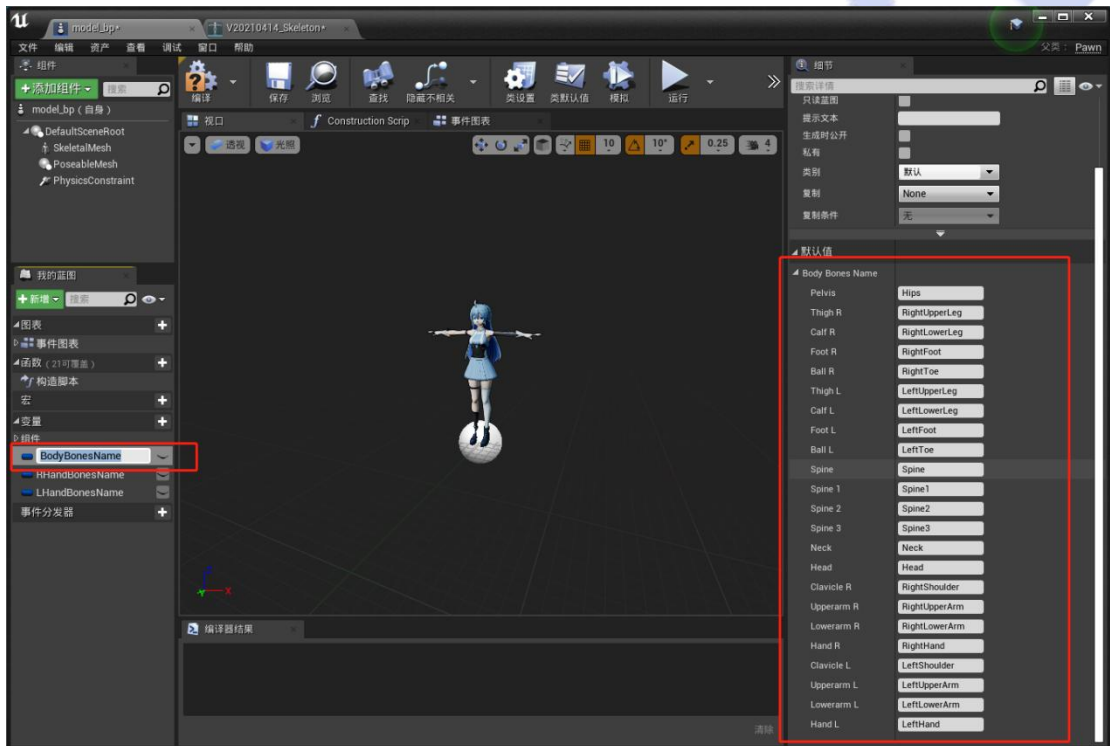 model_bp*
V20210414_Skeleton*
文件 编辑 资产 查看 调试 窗口 帮助
父类： Pawn
组件
+添加组件
搜索
model_bp（自身）
DefaultSceneRoot
SkeletalMesh
PoseableMesh
PhysicsConstraint
编译 保存 浏览 查找 隐藏不相关 类设置 类默认值 模拟 运行
视口
Construction Scrip
事件图表
透视 光照
10 10° 0.25 4
X
我的蓝图
+新增 搜索
图表
事件图表
函数（21可覆盖）
构造脚本
宏
变量
组件
BodyBonesName
RHandBonesName
LHandBonesName
事件分发器
编译器结果
清除
细节
搜索详情
只读蓝图
提示文本
生成时公开
私有
类别 默认
复制 None
复制条件 无
默认值
Body Bones Name
Pelvis Hips
Thigh R RightUpperLeg
Calf R RightLowerLeg
Foot R RightFoot
Ball R RightToe
Thigh L LeftUpperLeg
Calf L LeftLowerLeg
Foot L LeftFoot
Ball L LeftToe
Spine Spine
Spine 1 Spine1
Spine 2 Spine2
Spine 3 Spine3
Neck Neck
Head Head
Clavicle R RightShoulder
Upperarm R RightUpperArm
Lowerarm R RightLowerArm
Hand R RightHand
Clavicle L LeftShoulder
Upperarm L LeftUpperArm
Lowerarm L LeftLowerArm
Hand L LeftHand